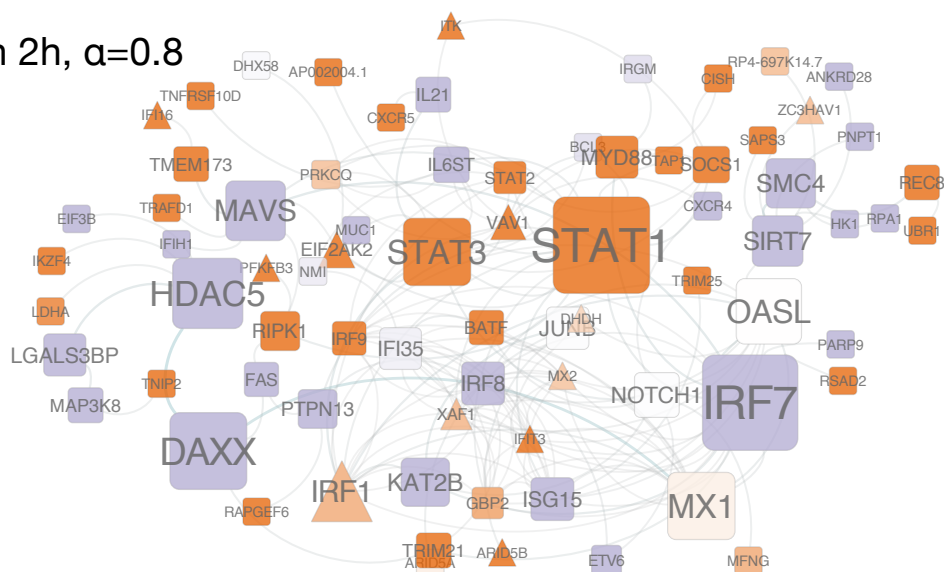 n 2h, α=0.8
ITK
DHX58
AP002004.1
IRGM
RP4-697K14.7
CISH
ANKRD28
TNFRSF10D
IL21
IFI16
CXCR5
ZC3HAV1
BCL3
MYD88
TAP1
SOCS1
SAPS3
PNPT1
TMEM173
IL6ST
PRKCQ
STAT2
SMC4
REC8
TRAFD1
MAVS
CXCR4
EIF3B
MUC1
VAV1
HK1
RPA1
UBR1
IFIH1
EIF2AK2
STAT3
STAT1
SIRT7
IKZF4
PFKFB3
NMI
TRIM25
HDAC5
LDHA
OASL
DHDH
RIPK1
IRF9
BATF
JUNB
LGALS3BP
IFI35
PARP9
TNIP2
FAS
IRF8
MX2
RSAD2
MAP3K8
PTPN13
NOTCH1
IRF7
XAF1
IFIT3
DAXX
KAT2B
IRF1
GBP2
ISG15
MX1
RAPGEF6
TRIM21
ARID5A
ARID5B
ETV6
MFNG